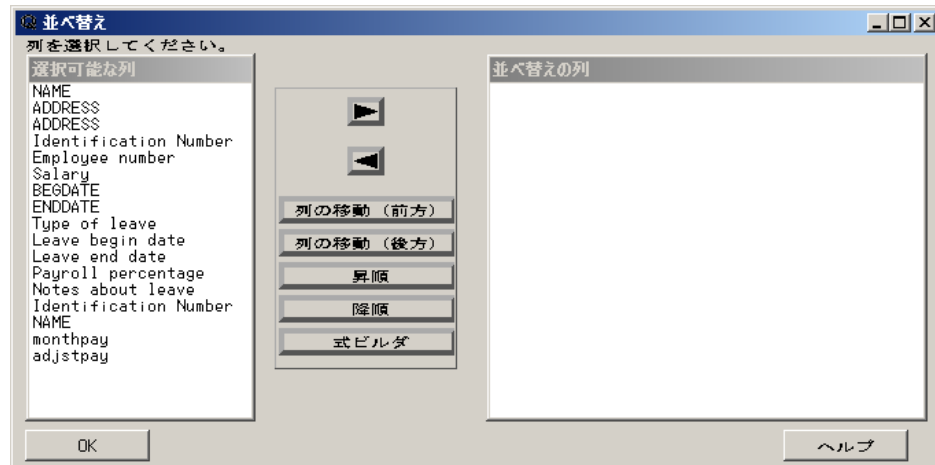 並べ替え
列を選択してください。
選択可能な列
NAME
ADDRESS
ADDRESS
Identification Number
Employee number
Salary
BEGDATE
ENDDATE
Type of leave
Leave begin date
Leave end date
Payroll percentage
Notes about leave
Identification Number
NAME
monthpay
adjstpay
列の移動（前方）
列の移動（後方）
昇順
降順
式ビルダ
並べ替えの列
OK
ヘルプ